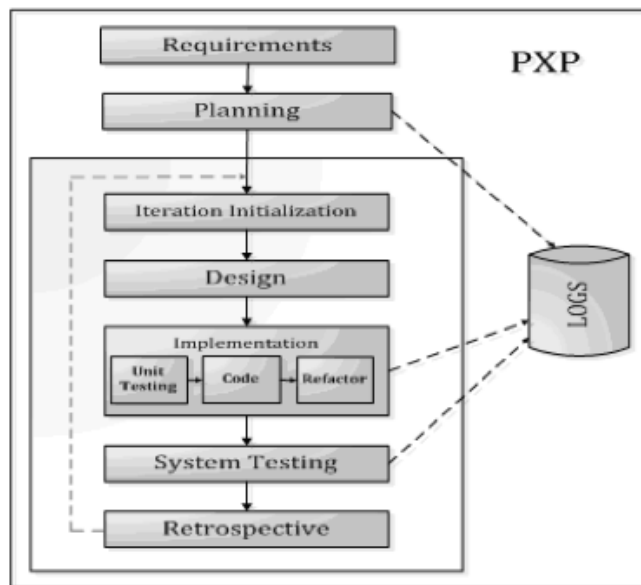 Requirements
PXP
Planning
Iteration Initialization
Design
LOGS
Implementation
Unit
Testing
Code
Refactor
System Testing
Retrospective